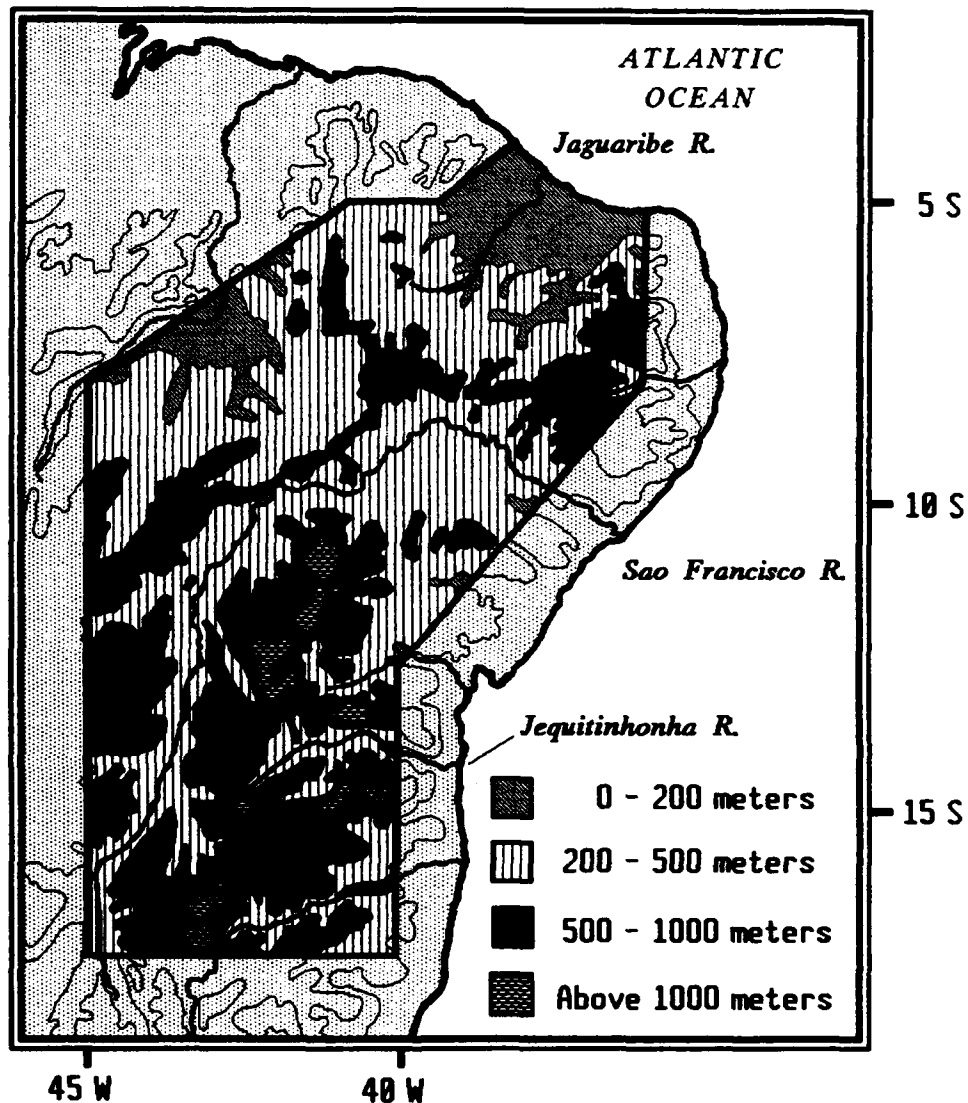 ATLANTIC
OCEAN
Jaguaribe R.
5 S
10 S
Sao Francisco R.
Jequitinhonha R.
0 - 200 meters
15 S
200 - 500 meters
500 - 1000 meters
Above 1000 meters
45 W
40 W